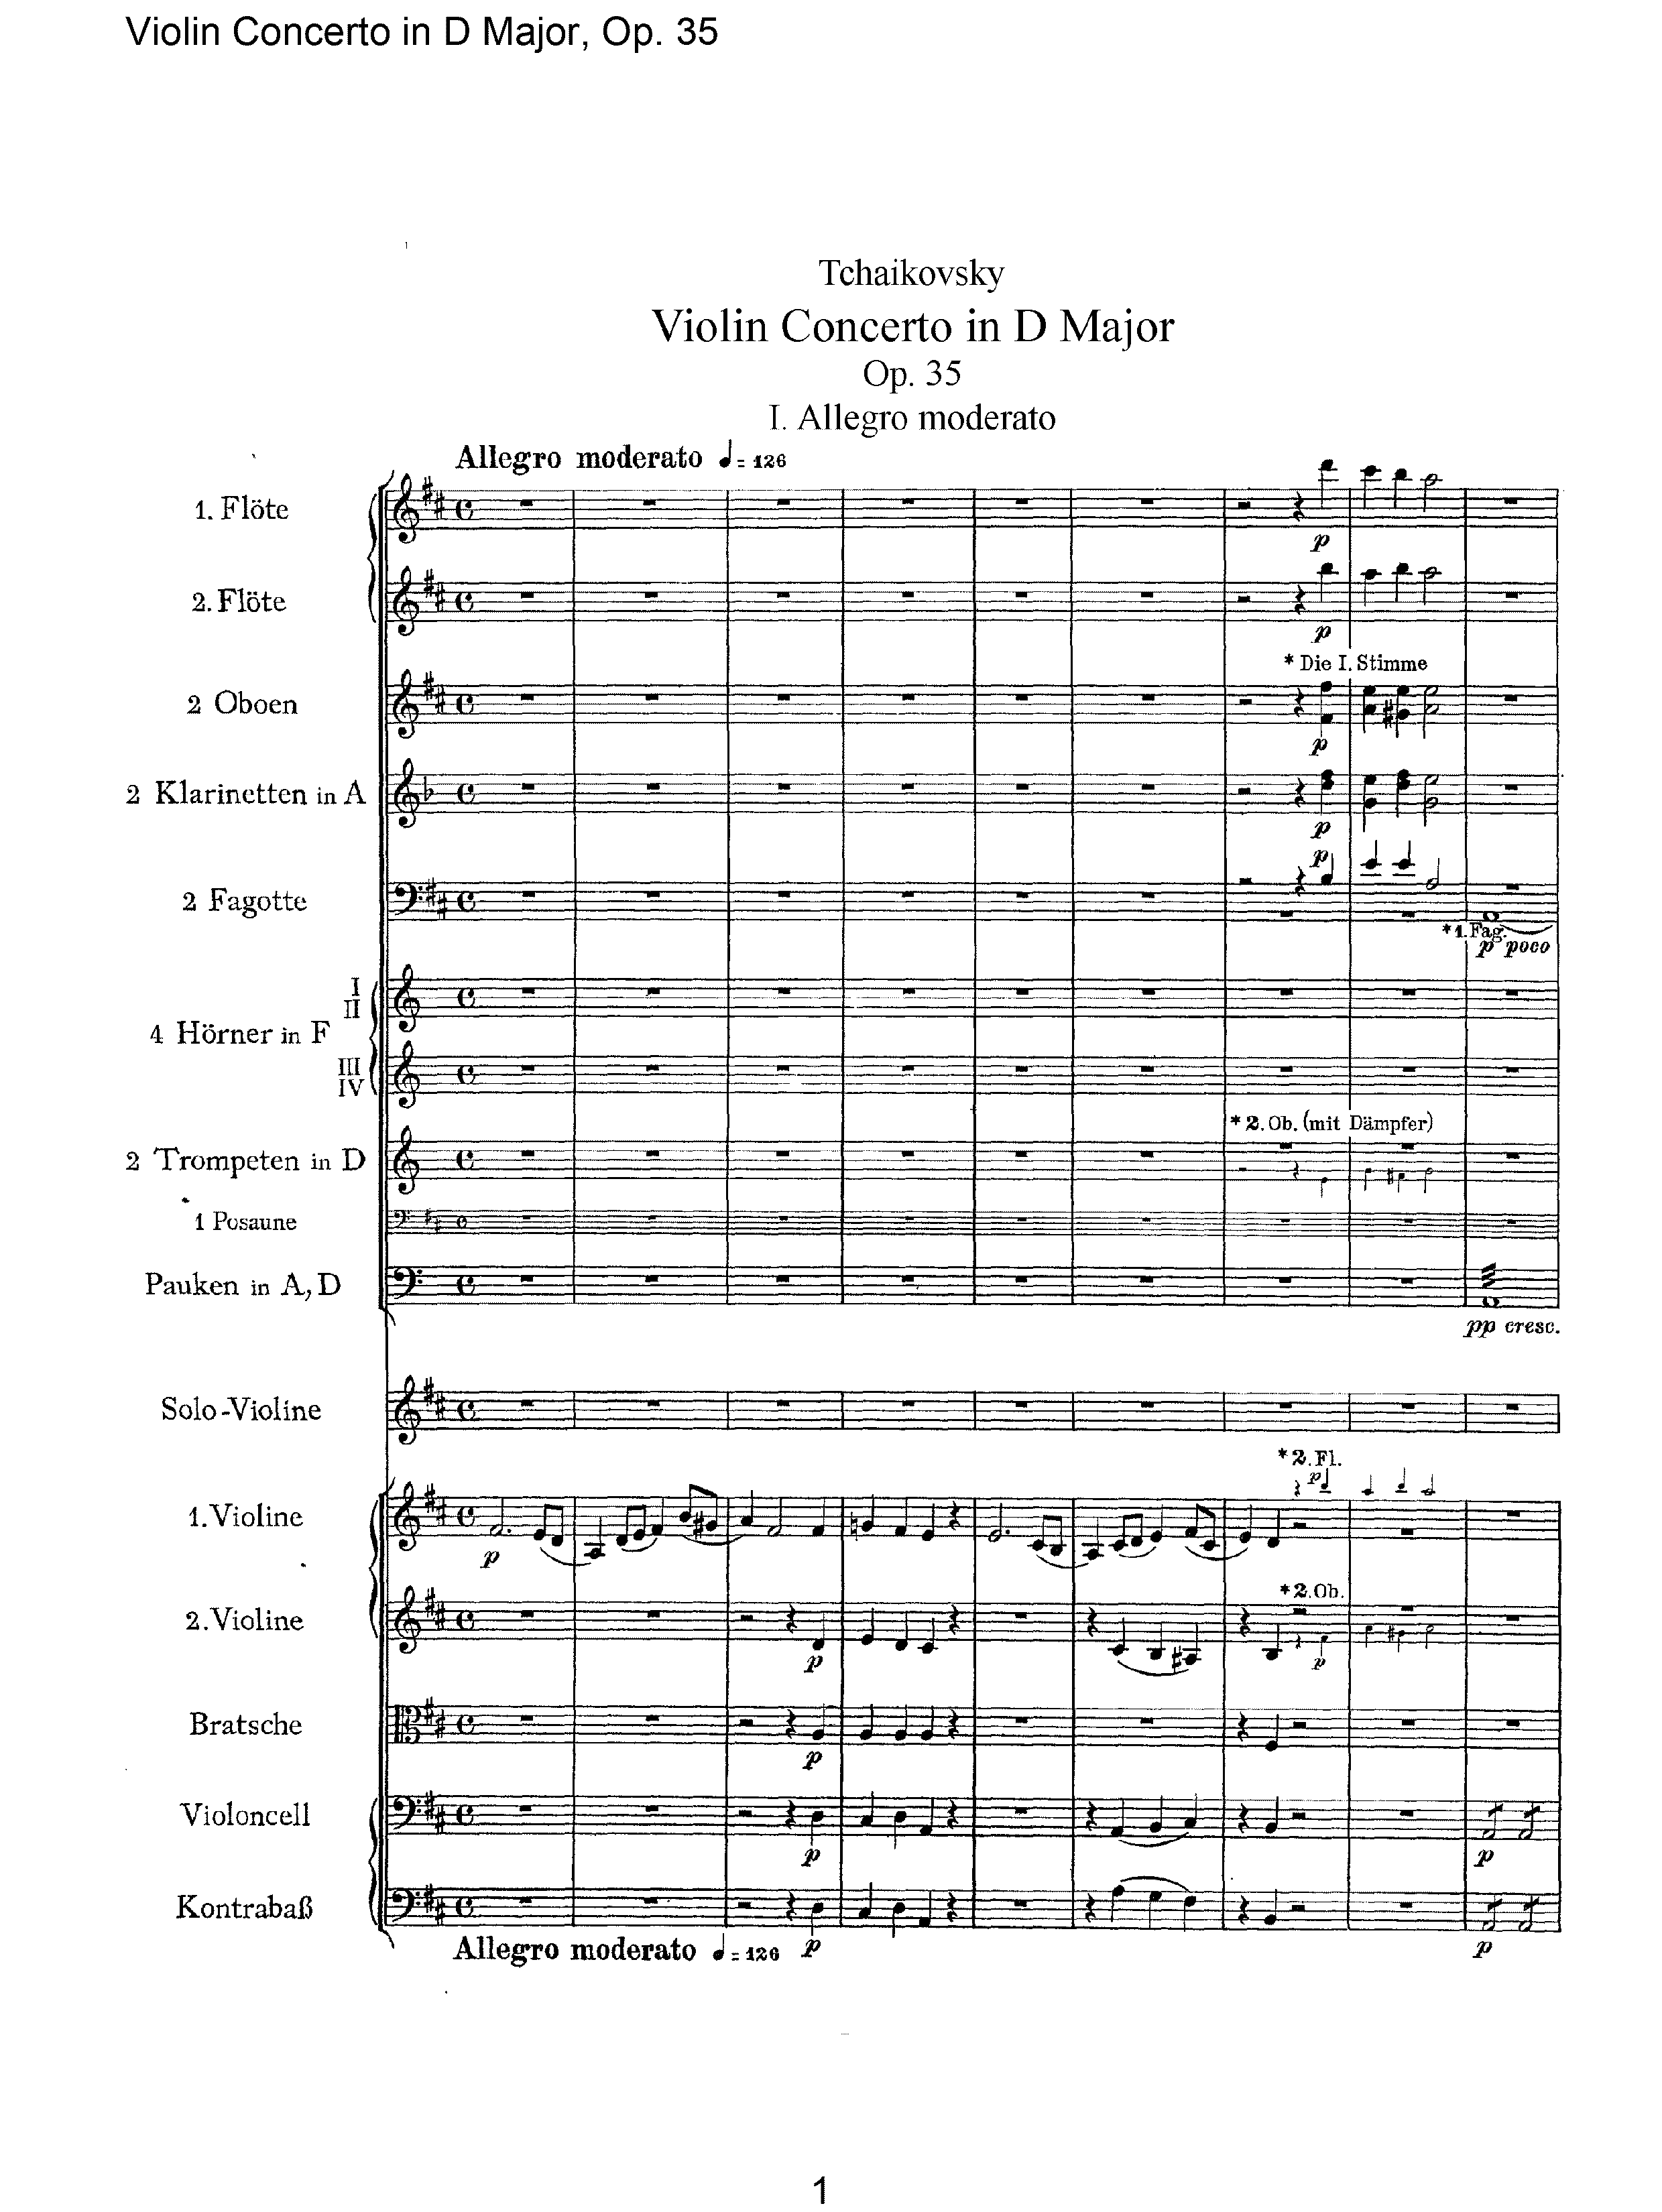 Violin Concerto in D Major, Op. 35
Tchaikovsky
Violin Concerto in D Major
Op. 35
I. Allegro moderato
Allegro moderato ♩= 126
1. Flöte
p
2. Flöte
p
* Die I. Stimme
2 Oboen
p
2 Klarinetten in A
p
p
2 Fagotte
*1. Fag.
p poco
I
II
4 Hörner in F
III
IV
* 2. Ob. (mit Dämpfer)
2 Trompeten in D
1 Posaune
Pauken in A, D
pp cresc.
Solo-Violine
* 2. Fl.
p
1. Violine
p
* 2. Ob.
2. Violine
p
p
Bratsche
p
Violoncell
p
p
Kontrabaß
p
p
Allegro moderato ♩= 126
1